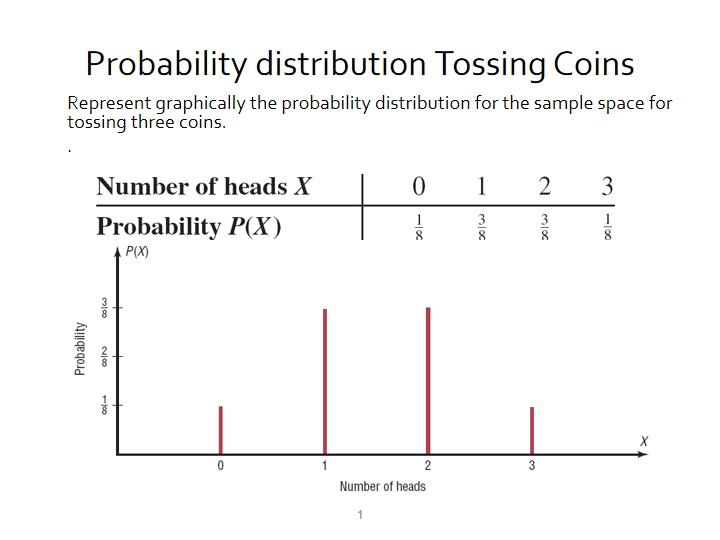 Probability distribution Tossing Coins
Represent graphically the probability distribution for the sample space for
tossing three coins.
.
Number of heads X 0 1 2 3
Probability P(X) 1/8 3/8 3/8 1/8
P(X)
3/8
2/8
1/8
Probability
X
0 1 2 3
Number of heads
1